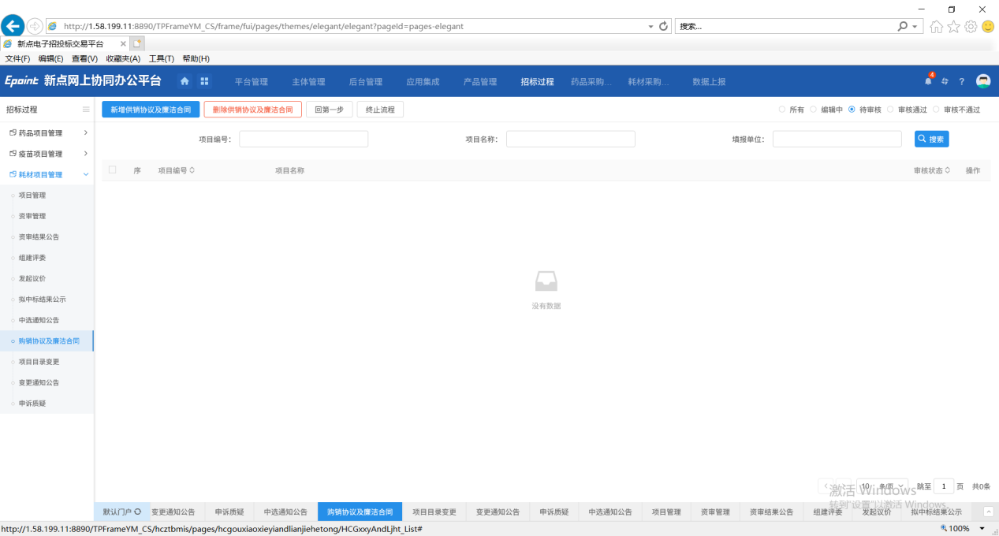 http://1.58.199.11:8890/TPFrameYM_CS/frame/fui/pages/themes/elegant/elegant?pageId=pages-elegant
搜索...
新点电子招投标交易平台
文件(F) 编辑(E) 查看(V) 收藏夹(A) 工具(T) 帮助(H)
Epoint 新点网上协同办公平台 平台管理 主体管理 后台管理 应用集成 产品管理 招标过程 药品采购... 耗材采购... 数据上报 4 ?
招标过程
新增供销协议及廉洁合同 删除供销协议及廉洁合同 回第一步 终止流程 所有 编辑中 待审核 审核通过 审核不通过
药品项目管理
疫苗项目管理
耗材项目管理
项目管理
资审管理
资审结果公告
组建评委
发起议价
拟中标结果公示
中选通知公告
购销协议及廉洁合同
项目目录变更
变更通知公告
申诉质疑
项目编号: 项目名称: 填报单位: 搜索
序 项目编号 项目名称 审核状态 操作
没有数据
10 条/页 跳至 1 页 共0条
激活 Windows
转到"设置"以激活 Windows。
默认门户 变更通知公告 申诉质疑 中选通知公告 购销协议及廉洁合同 项目目录变更 变更通知公告 申诉质疑 中选通知公告 项目管理 资审管理 资审结果公告 组建评委 发起议价 拟中标结果公示
http://1.58.199.11:8890/TPFrameYM_CS/hcztbmis/pages/hcgouxiaoxieyiandlianjiehetong/HCGxxyAndLjht_List#
100%